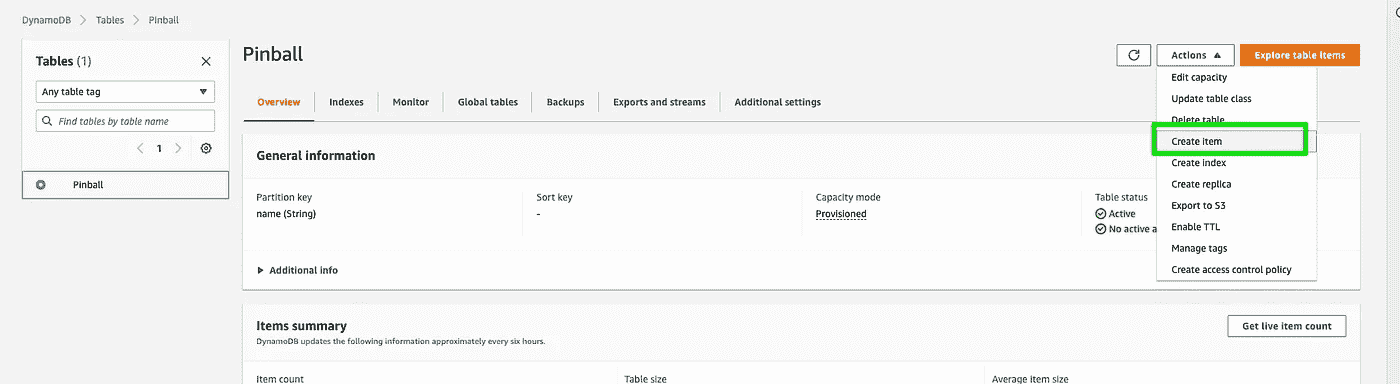 DynamoDB > Tables > Pinball
Tables (1)
Any table tag
Find tables by table name
1
Pinball
Pinball
Actions
Explore table items
Edit capacity
Update table class
Delete table
Create item
Create index
Create replica
Export to S3
Enable TTL
Manage tags
Create access control policy
Overview
Indexes
Monitor
Global tables
Backups
Exports and streams
Additional settings
General information
Partition key
name (String)
Sort key
-
Capacity mode
Provisioned
Table status
Active
No active a
Additional info
Items summary
DynamoDB updates the following information approximately every six hours.
Get live item count
Item count
Table size
Average item size